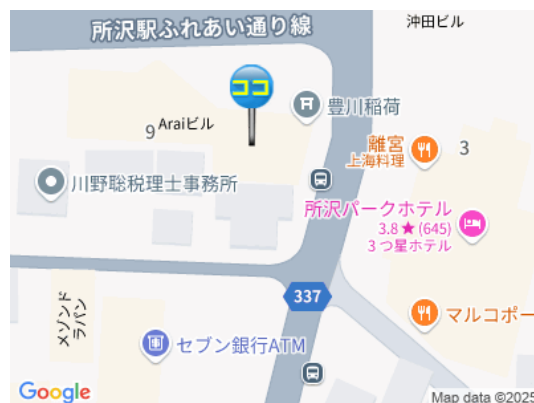 所沢駅ふれあい通り線
沖田ビル
ココ
豊川稲荷
Araiビル
9
離宮
上海料理
3
川野聡税理士事務所
所沢パークホテル
3.8★(645)
3 つ星ホテル
337
メゾンド
ラパン
マルコポー
セブン銀行ATM
Google
Map data ©2025